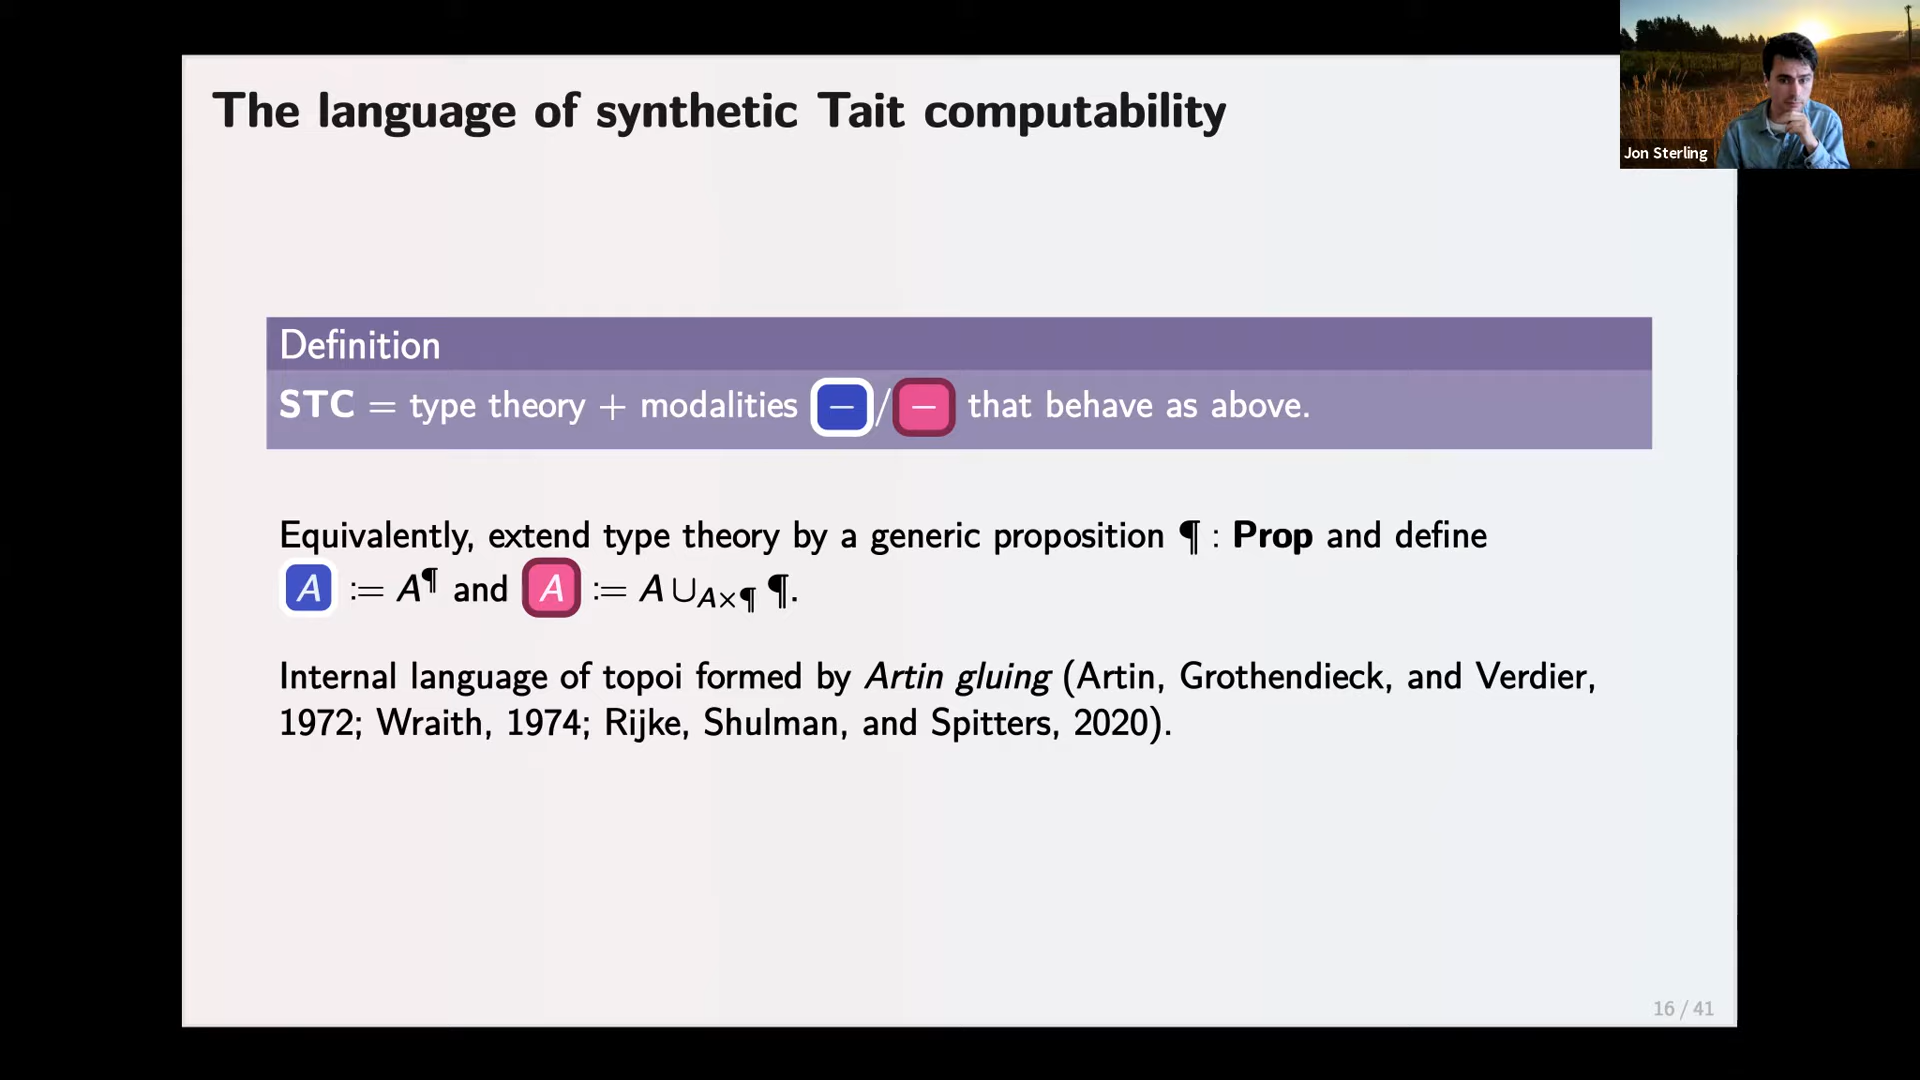 The language of synthetic Tait computability
Jon Sterling
Definition
STC = type theory + modalities −/− that behave as above.
Equivalently, extend type theory by a generic proposition ¶ : Prop and define
A := A^¶ and A := A ∪_{A×¶} ¶.
Internal language of topoi formed by Artin gluing (Artin, Grothendieck, and Verdier,
1972; Wraith, 1974; Rijke, Shulman, and Spitters, 2020).
16 / 41